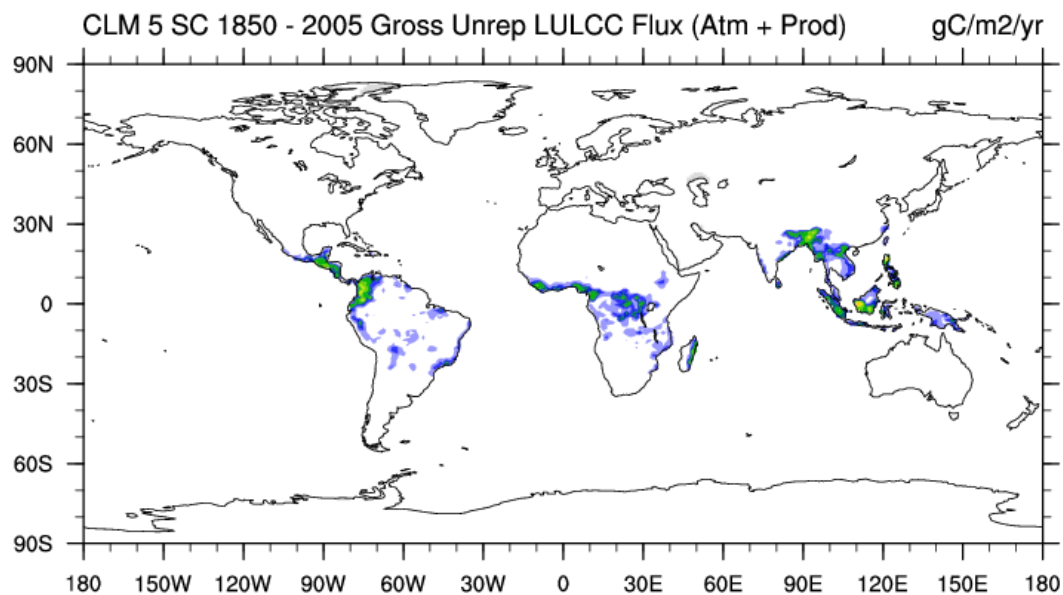 CLM 5 SC 1850 - 2005 Gross Unrep LULCC Flux (Atm + Prod) gC/m2/yr
90N
60N
30N
0
30S
60S
90S
180 150W 120W 90W 60W 30W 0 30E 60E 90E 120E 150E 180